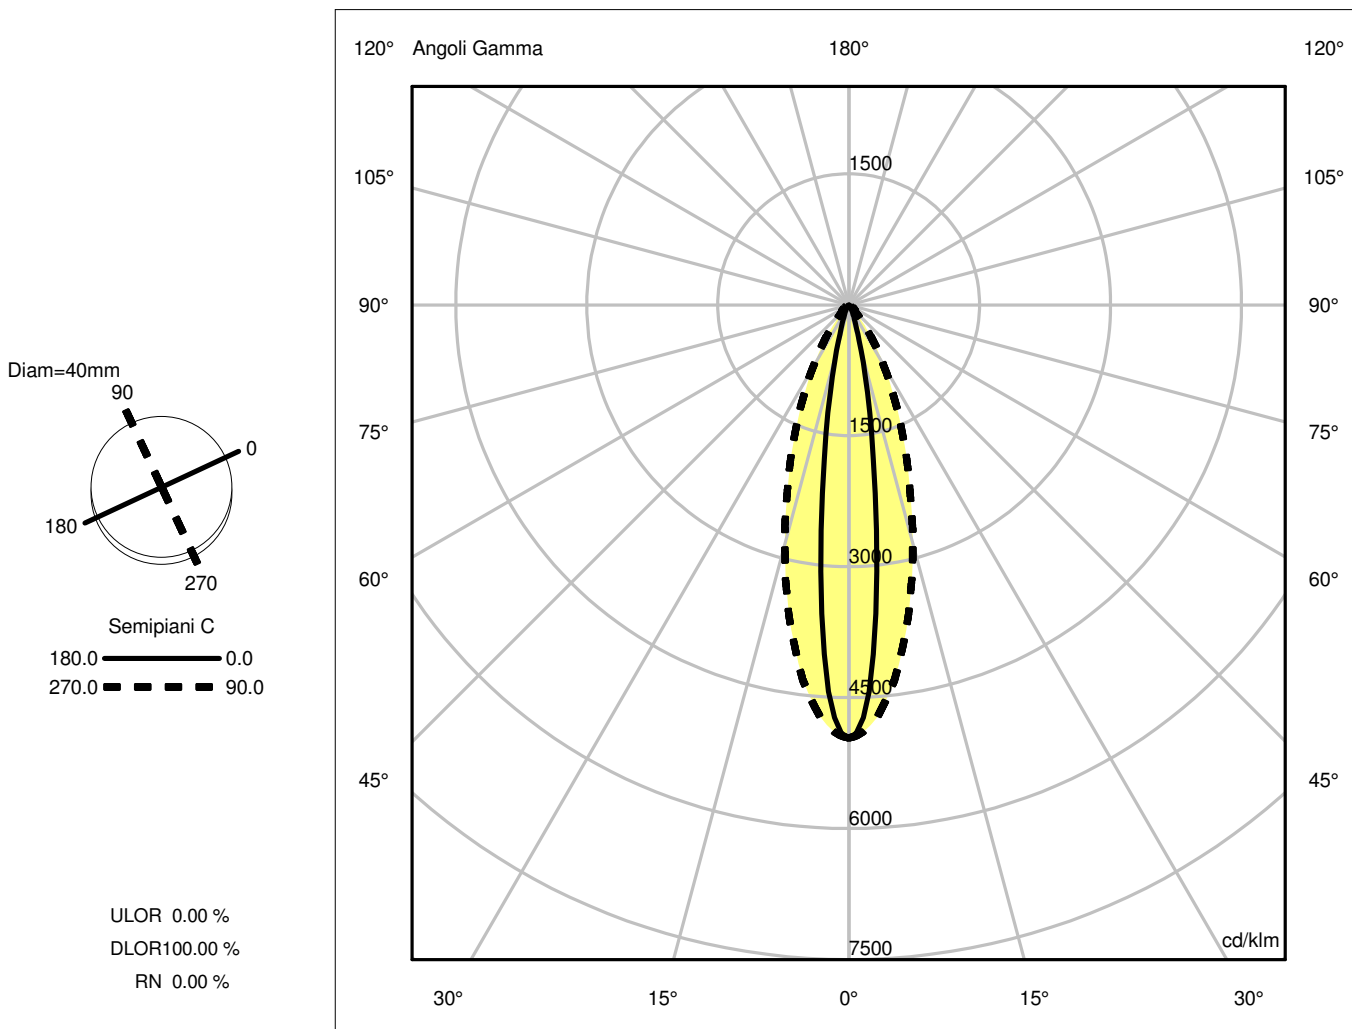 120° Angoli Gamma 180° 120°
1500
105° 105°
90° 90°
Diam=40mm
90
0
180
270
75° 1500 75°
3000
60° 60°
Semipiani C
180.0 0.0
270.0 90.0
4500
45° 45°
6000
ULOR 0.00 %
DLOR100.00 %
RN 0.00 %
cd/klm
7500
30° 15° 0° 15° 30°